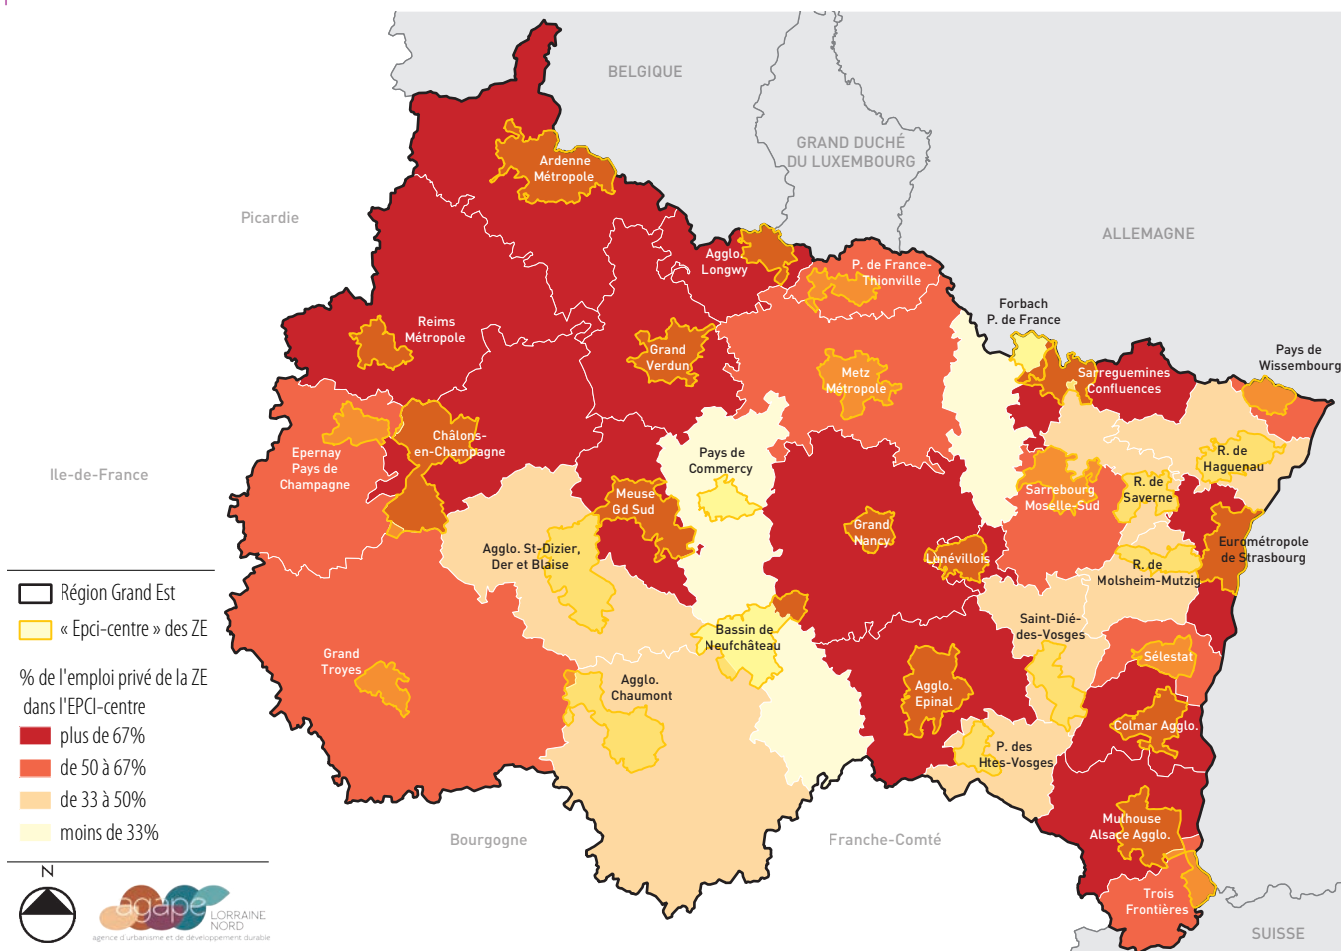 BELGIQUE
GRAND DUCHÉ
DU LUXEMBOURG
ALLEMAGNE
Picardie
Ile-de-France
Bourgogne
Franche-Comté
SUISSE
Ardenne
Métropole
Agglo.
Longwy
P. de France-
Thionville
Forbach
P. de France
Pays de
Wissembourg
Reims
Métropole
Grand
Verdun
Metz
Métropole
Sarreguemines
Confluences
Epernay
Pays de
Champagne
Châlons-
en-Champagne
Pays de
Commercy
R. de
Haguenau
Meuse
Gd Sud
Sarrebourg
Moselle-Sud
R. de
Saverne
Agglo. St-Dizier,
Der et Blaise
Grand
Nancy
Lunévillois
Eurométropole
de Strasbourg
R. de
Molsheim-Mutzig
Bassin de
Neufchâteau
Saint-Dié-
des-Vosges
Grand
Troyes
Agglo.
Chaumont
Agglo.
Epinal
Sélestat
Colmar Agglo.
P. des
Htes-Vosges
Mulhouse
Alsace Agglo.
Trois
Frontières
Région Grand Est
« Epci-centre » des ZE
% de l'emploi privé de la ZE
dans l'EPCI-centre
plus de 67%
de 50 à 67%
de 33 à 50%
moins de 33%
N
agape
LORRAINE
NORD
agence d'urbanisme et de développement durable